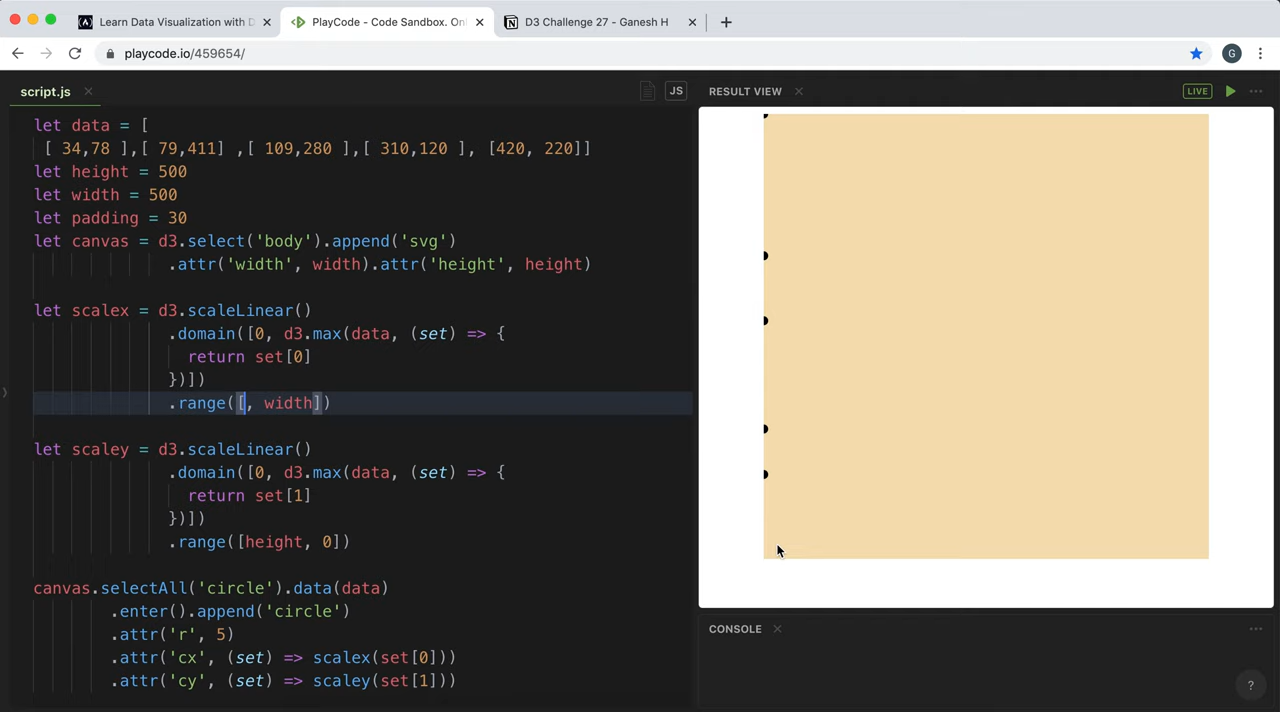 Learn Data Visualization with D
PlayCode - Code Sandbox. Onl
D3 Challenge 27 - Ganesh H
playcode.io/459654/
G
script.js
JS
RESULT VIEW
LIVE
let data = [
[ 34,78 ],[ 79,411] ,[ 109,280 ],[ 310,120 ], [420, 220]]
let height = 500
let width = 500
let padding = 30
let canvas = d3.select('body').append('svg')
.attr('width', width).attr('height', height)
let scalex = d3.scaleLinear()
.domain([0, d3.max(data, (set) => {
return set[0]
})])
.range([, width])
let scaley = d3.scaleLinear()
.domain([0, d3.max(data, (set) => {
return set[1]
})])
.range([height, 0])
canvas.selectAll('circle').data(data)
.enter().append('circle')
.attr('r', 5)
.attr('cx', (set) => scalex(set[0]))
.attr('cy', (set) => scaley(set[1]))
CONSOLE
?